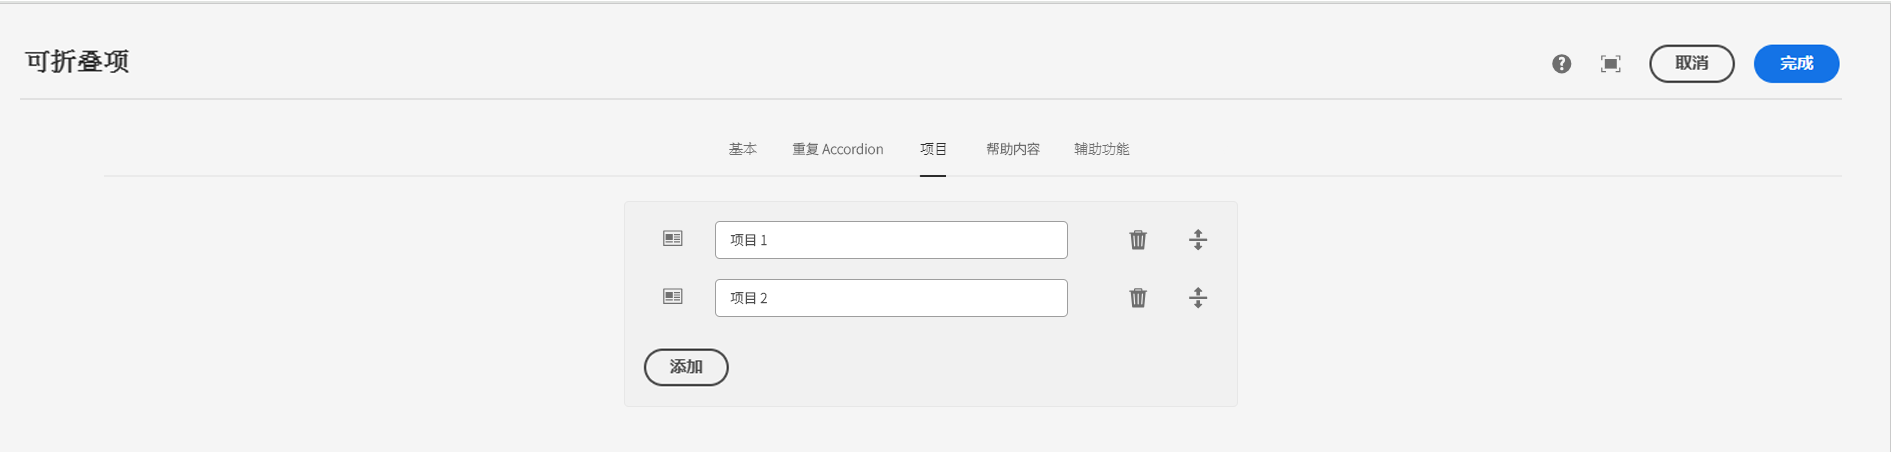 可折叠项
取消
完成
基本
重复 Accordion
项目
帮助内容
辅助功能
项目 1
项目 2
添加